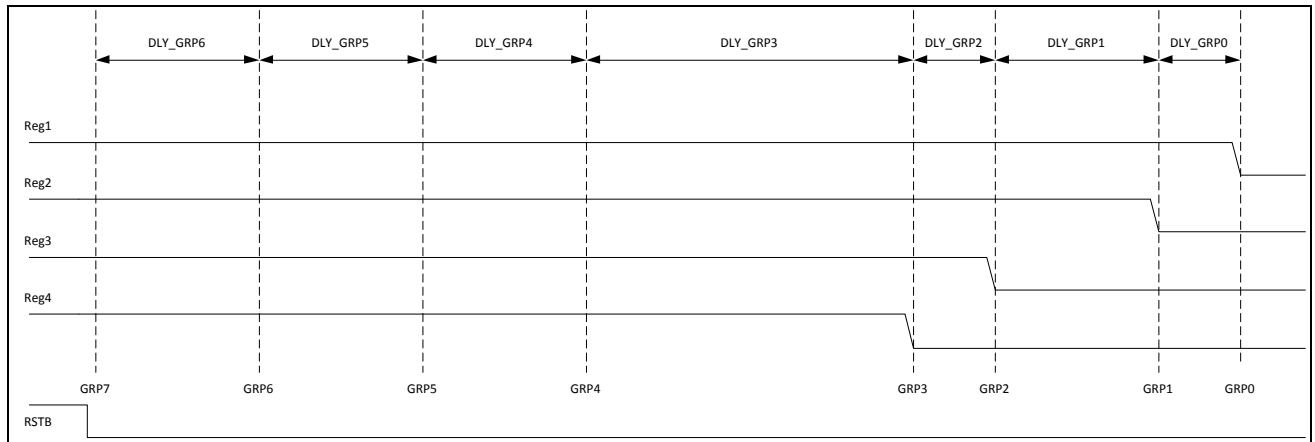 DLY_GRP6 DLY_GRP5 DLY_GRP4 DLY_GRP3 DLY_GRP2 DLY_GRP1 DLY_GRP0
Reg1
Reg2
Reg3
Reg4
GRP7 GRP6 GRP5 GRP4 GRP3 GRP2 GRP1 GRP0
RSTB